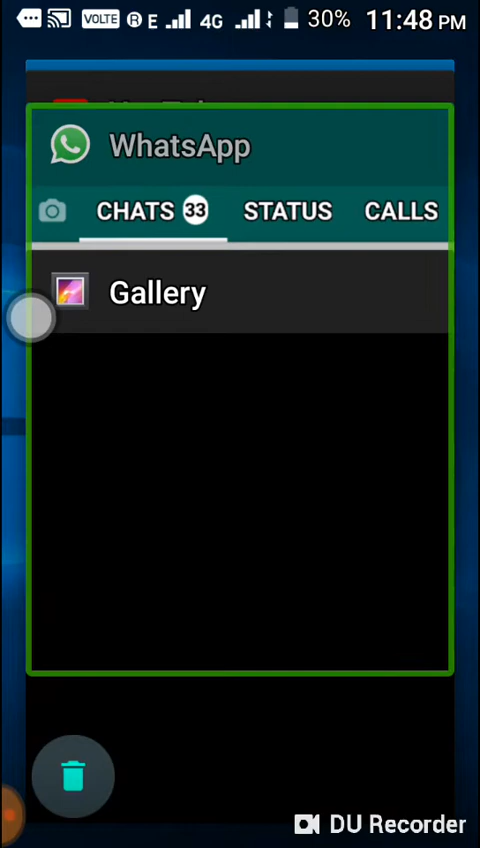 VOLTE R E 4G 30% 11:48 PM
WhatsApp
CHATS 33 STATUS CALLS
Gallery
DU Recorder